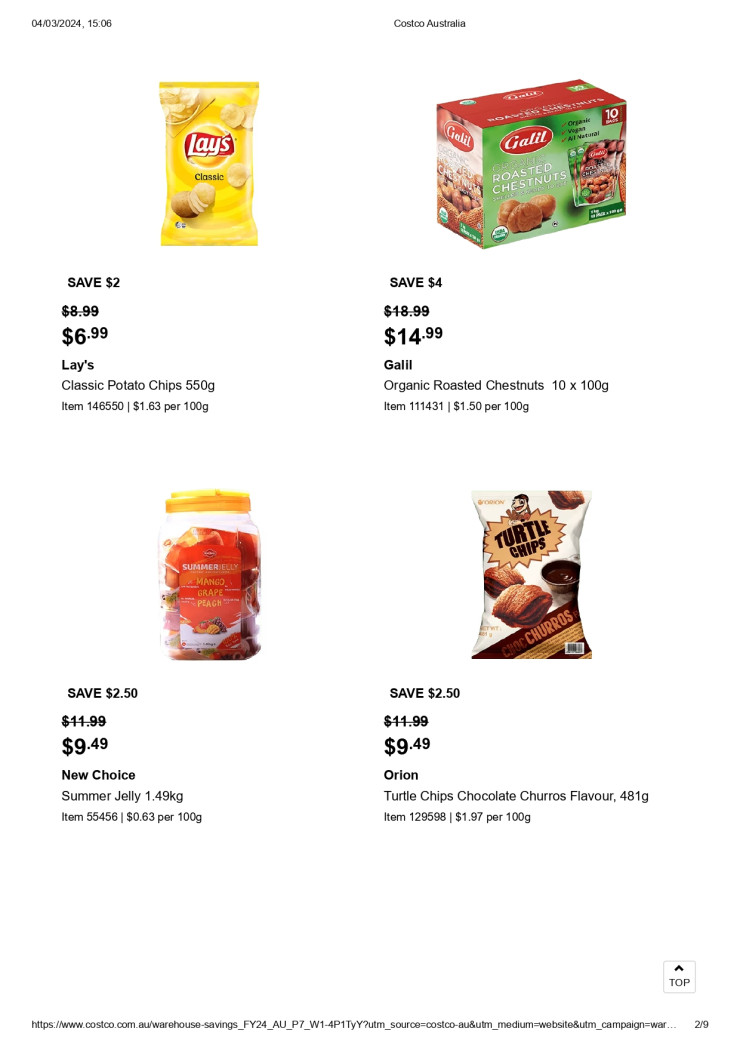 04/03/2024, 15:06
Costco Australia
Lay's
Classic
Galil
ROASTED CHESTNUTS
Galil
10
BAGS
Organic
Vegan
All Natural
Galil
ROASTED
CHESTNUTS
SAVE $2
$8.99
$6.99
Lay's
Classic Potato Chips 550g
Item 146550 | $1.63 per 100g
SAVE $4
$18.99
$14.99
Galil
Organic Roasted Chestnuts 10 x 100g
Item 111431 | $1.50 per 100g
SUMMERJELLY
MANGO
GRAPE
PEACH
ORION
TURTLE
CHIPS
CHOC CHURROS
SAVE $2.50
$11.99
$9.49
New Choice
Summer Jelly 1.49kg
Item 55456 | $0.63 per 100g
SAVE $2.50
$11.99
$9.49
Orion
Turtle Chips Chocolate Churros Flavour, 481g
Item 129598 | $1.97 per 100g
TOP
https://www.costco.com.au/warehouse-savings_FY24_AU_P7_W1-4P1TyY?utm_source=costco-au&utm_medium=website&utm_campaign=war…
2/9